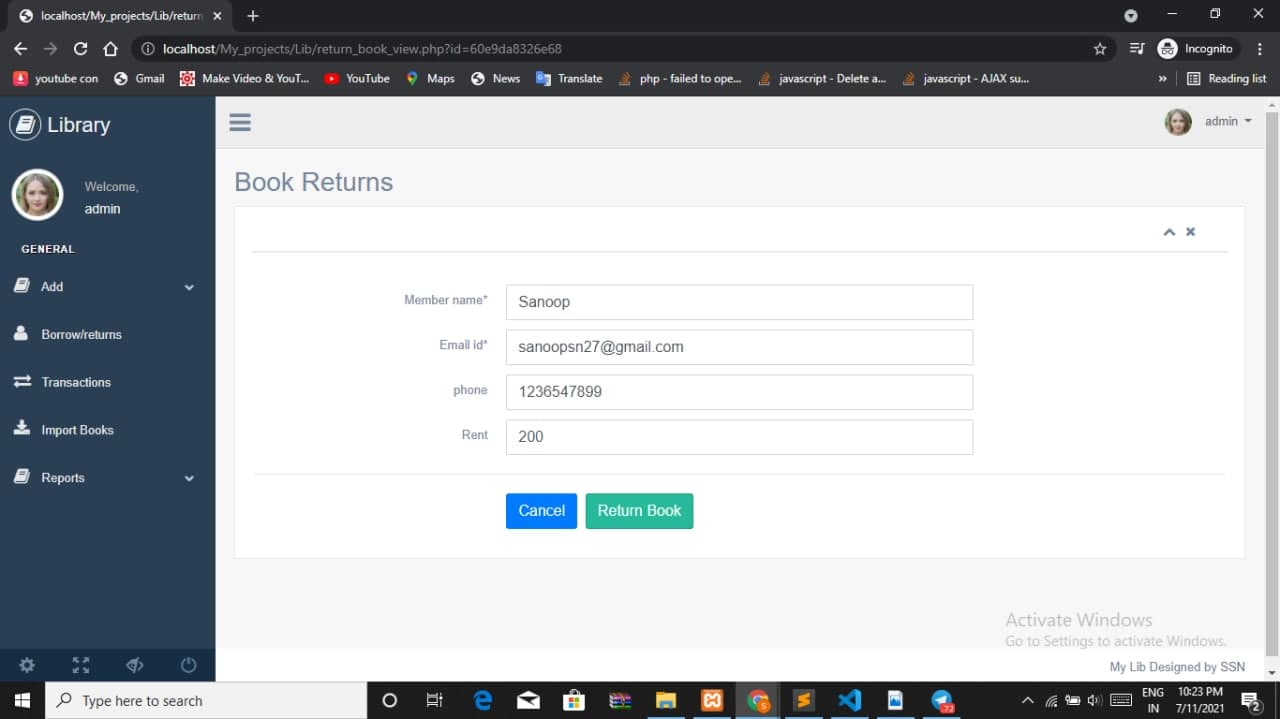 localhost/My_projects/Lib/return
localhost/My_projects/Lib/return_book_view.php?id=60e9da8326e68
Incognito
youtube con
Gmail
Make Video & YouT...
YouTube
Maps
News
Translate
php - failed to ope...
javascript - Delete a...
javascript - AJAX su...
»
Reading list
Library
admin
Welcome,
admin
GENERAL
Add
Borrow/returns
Transactions
Import Books
Reports
Book Returns
Member name*
Sanoop
Email id*
sanoopsn27@gmail.com
phone
1236547899
Rent
200
Cancel
Return Book
Activate Windows
Go to Settings to activate Windows.
My Lib Designed by SSN
Type here to search
72
ENG
IN
10:23 PM
7/11/2021
2